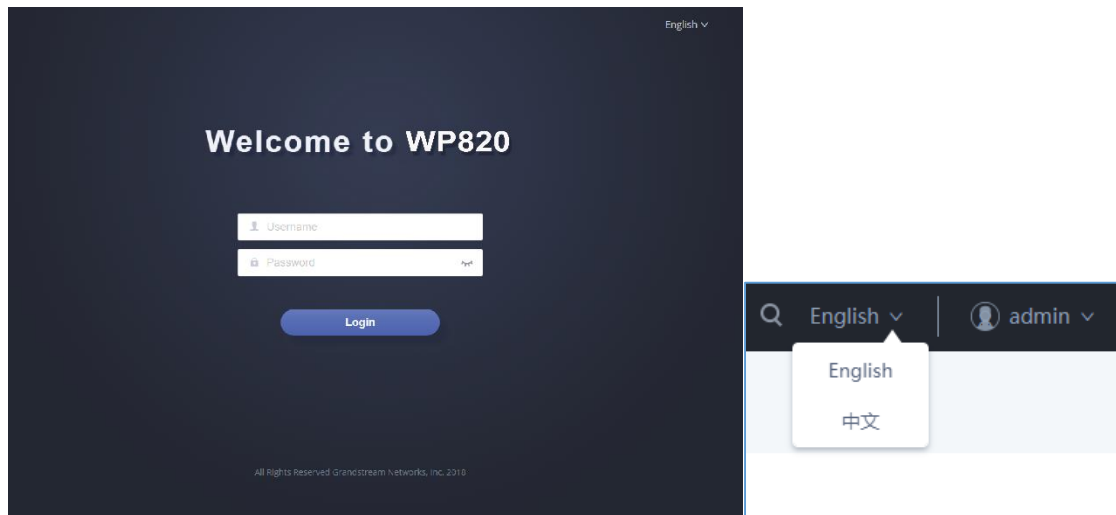 English
Welcome to WP820
Username
Password
Login
All Rights Reserved Grandstream Networks, Inc. 2018
English
admin
English
中文